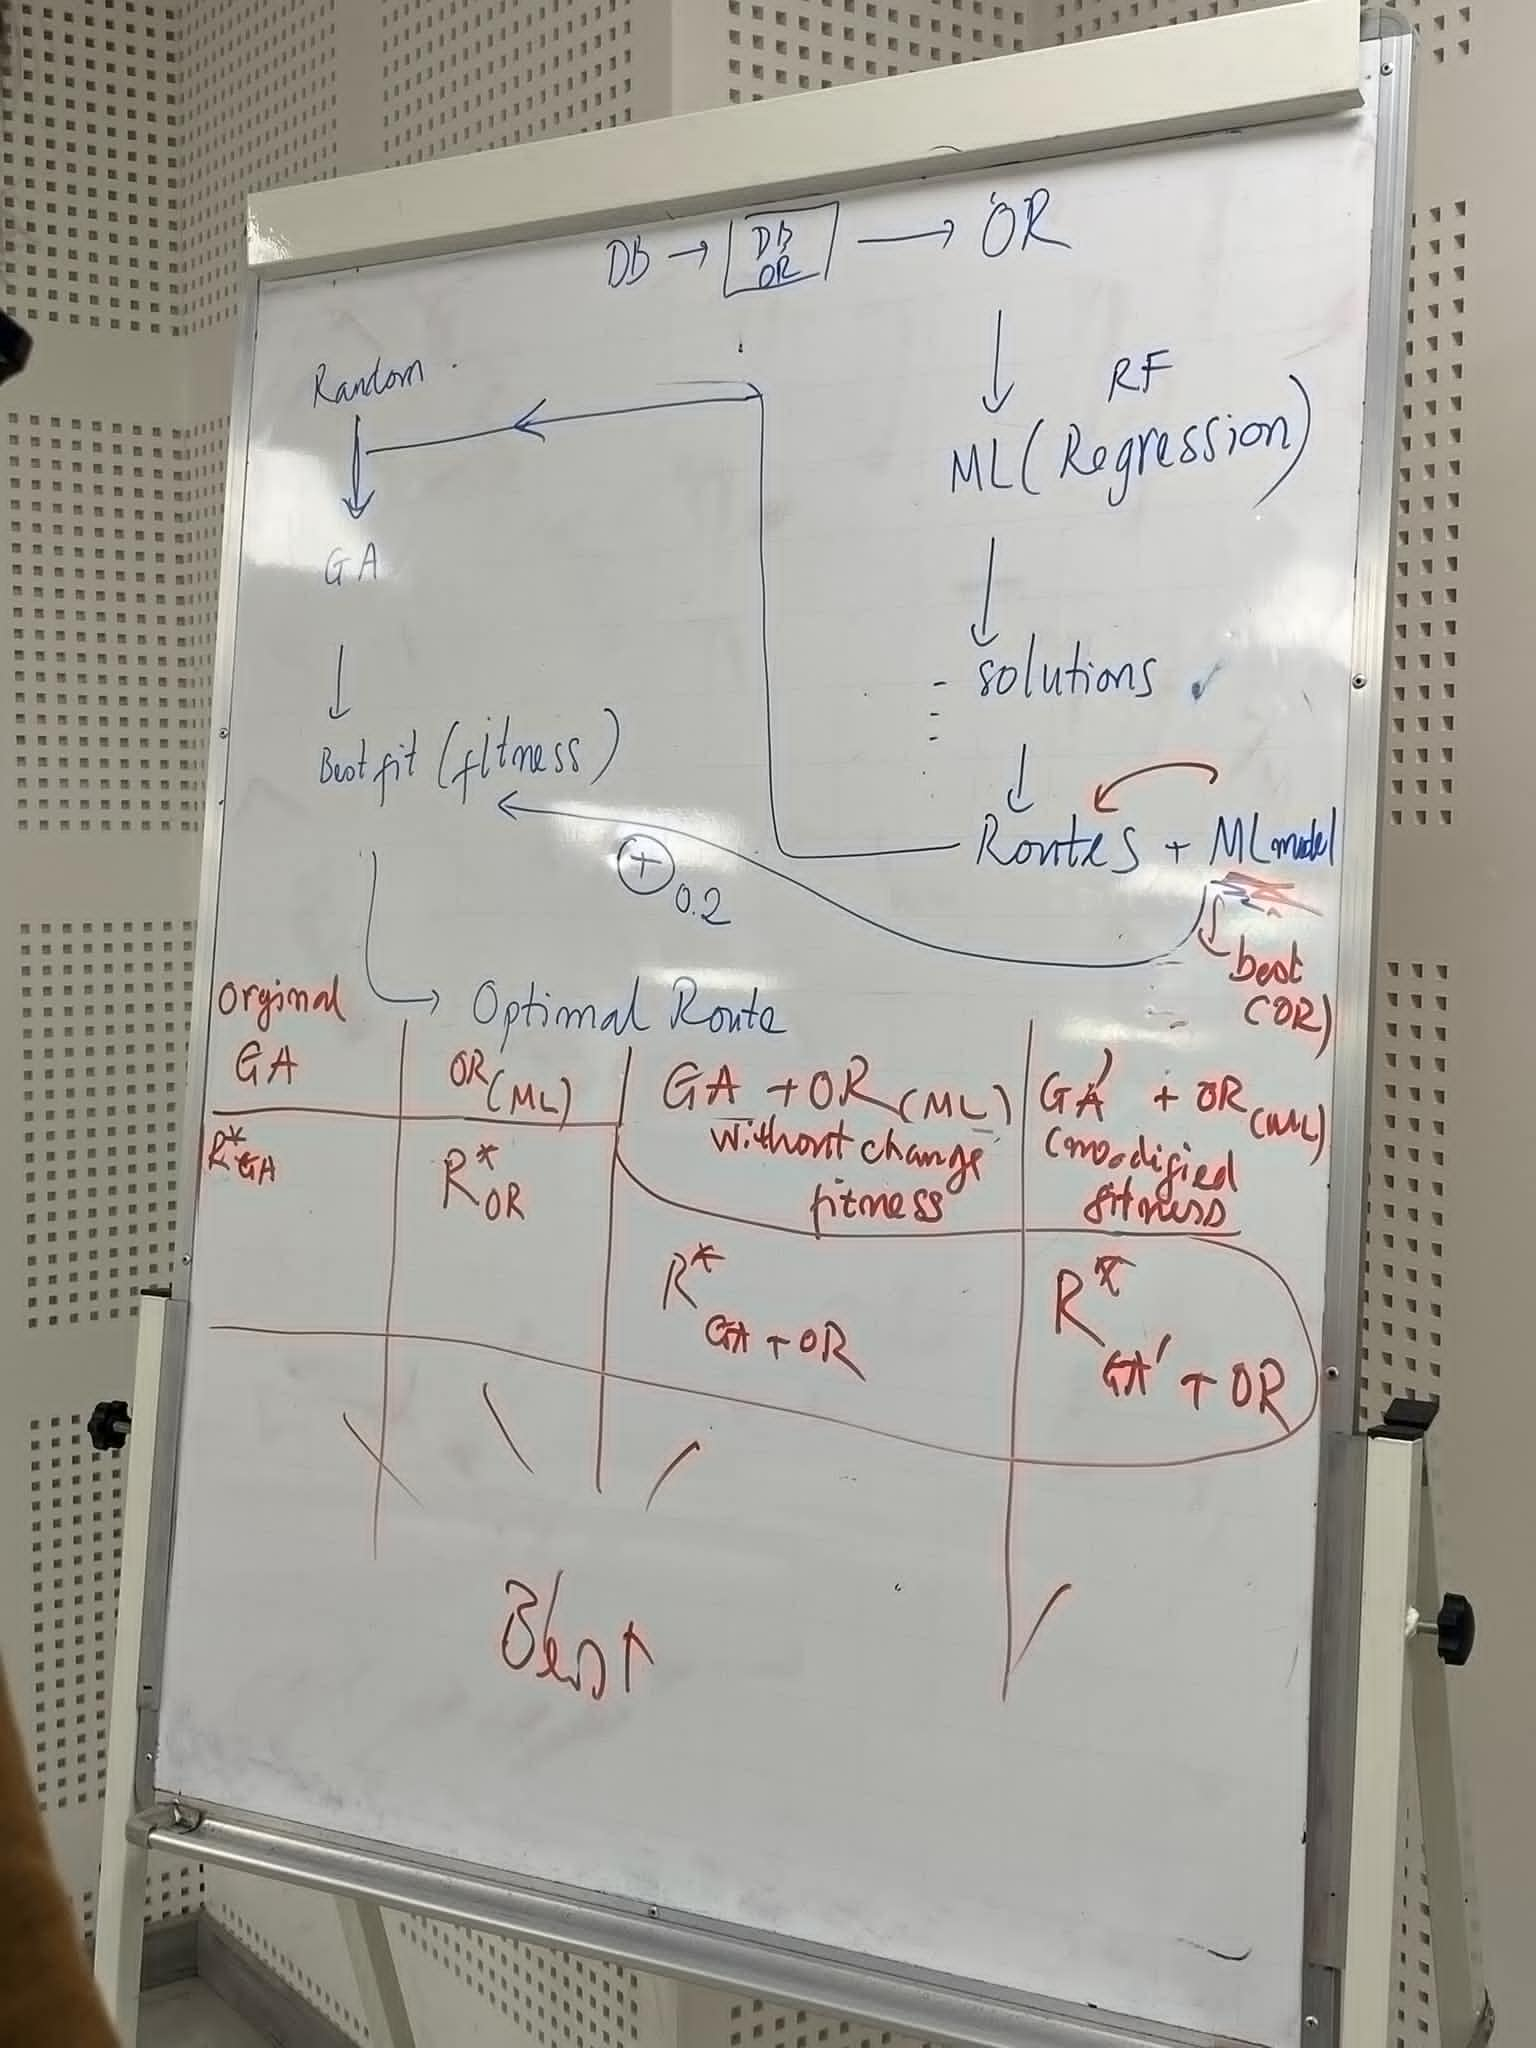 DB → DB OR → OR
Random
RF
ML (Regression)
GA
- solutions
Best fit (fitness)
Routes + ML model
+ 0.2
best
(OR)
Orginal
Optimal Route
GA
OR (ML)
GA + OR (ML)
without change
fitness
GA' + OR (ML)
(modified
fitness
R* GA
R* OR
R* GA + OR
R* GA' + OR